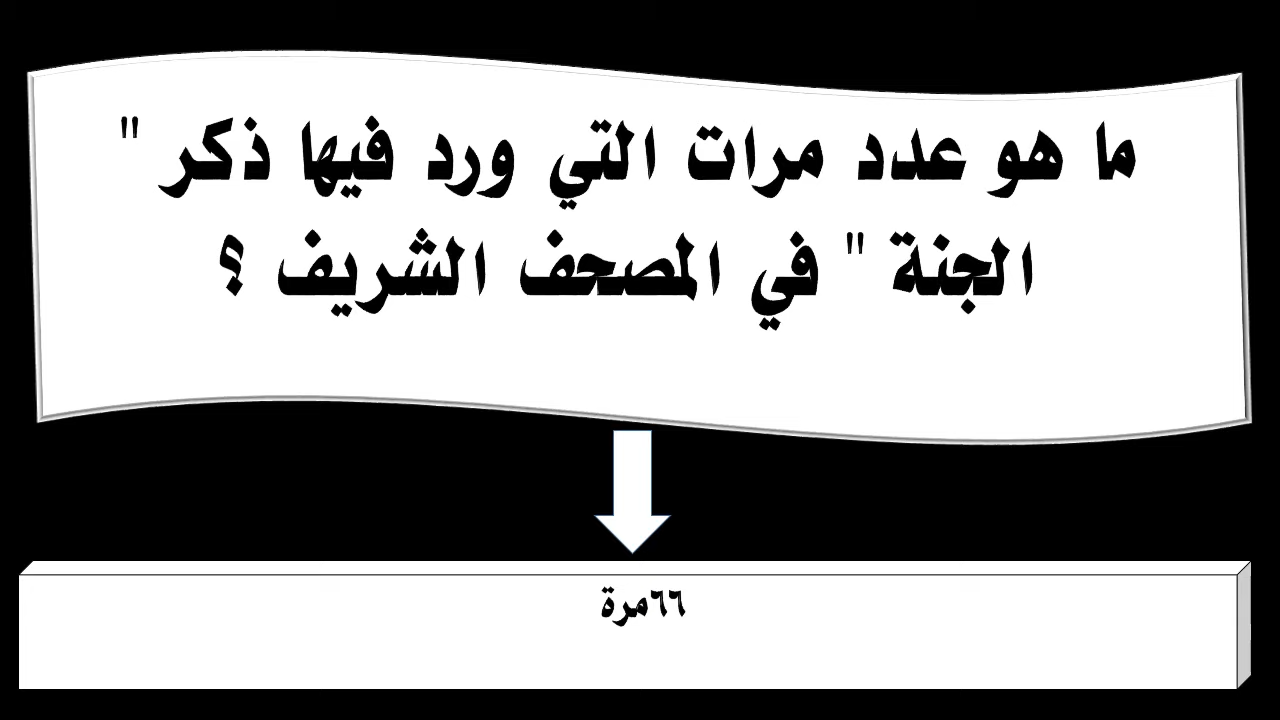 ما هو عدد مرات التي ورد فيها ذكر "
الجنة " في المصحف الشريف ؟
٦٦مرة